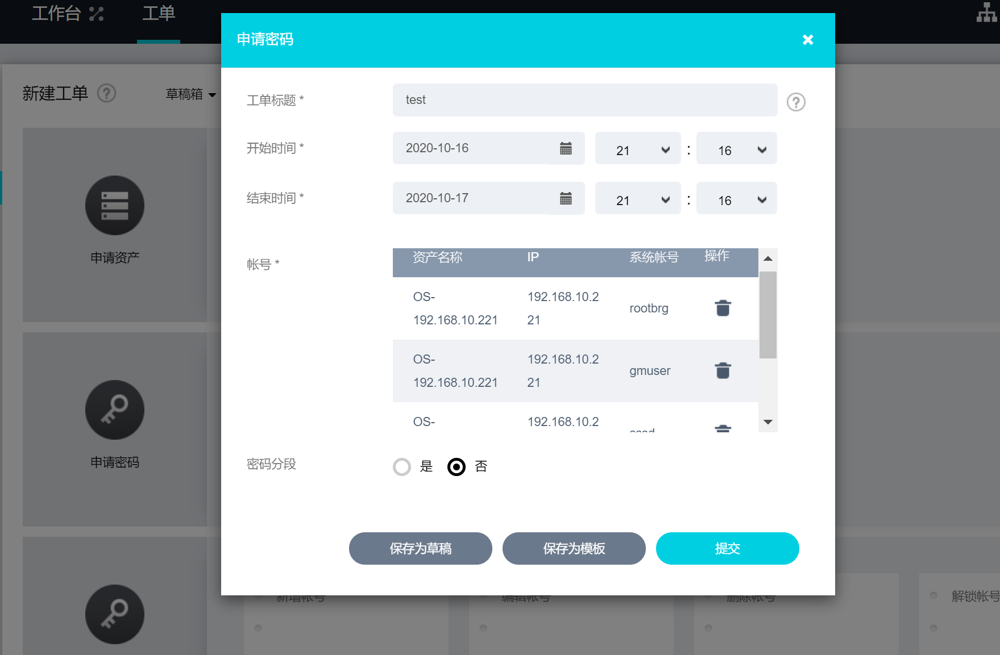 工作台
工单
申请密码
新建工单
草稿箱
工单标题 *
test
开始时间 *
2020-10-16
21
:
16
结束时间 *
2020-10-17
21
:
16
申请资产
帐号 *
资产名称
IP
系统帐号
操作
OS-
192.168.10.221
192.168.10.2
21
rootbrg
OS-
192.168.10.221
192.168.10.2
21
gmuser
OS-
192.168.10.2
申请密码
密码分段
是
否
保存为草稿
保存为模板
提交
新增帐号
编辑帐号
删除帐号
解锁帐号